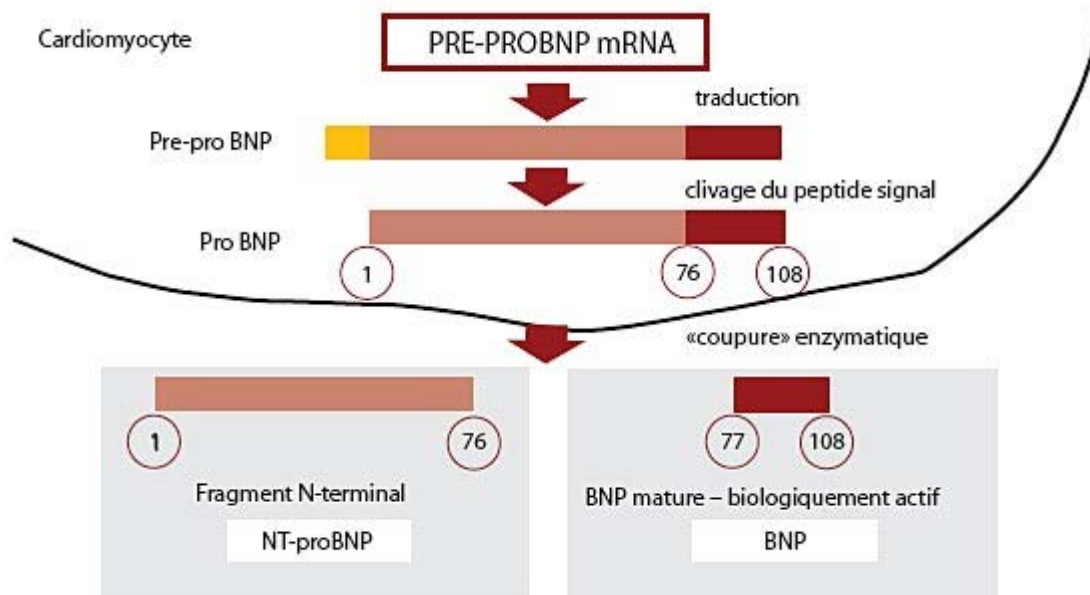 Cardiomyocyte
PRE-PROBNP mRNA
traduction
Pre-pro BNP
clivage du peptide signal
Pro BNP
1
76
108
«coupure» enzymatique
1
76
77
108
Fragment N-terminal
BNP mature – biologiquement actif
NT-proBNP
BNP